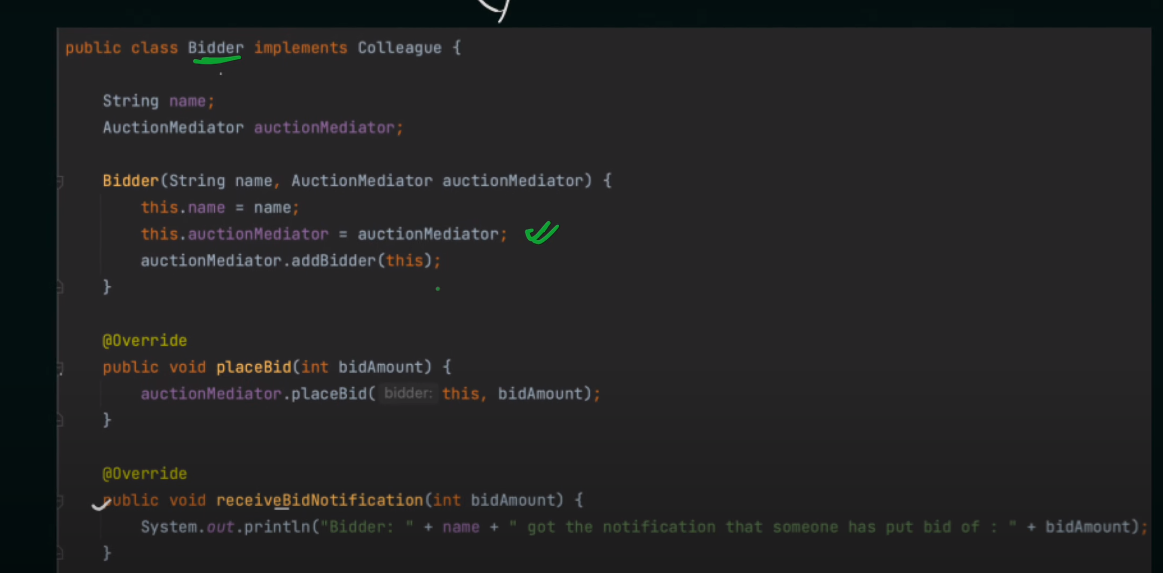 public class Bidder implements Colleague {
String name;
AuctionMediator auctionMediator;
Bidder(String name, AuctionMediator auctionMediator) {
this.name = name;
this.auctionMediator = auctionMediator;
auctionMediator.addBidder(this);
}
@Override
public void placeBid(int bidAmount) {
auctionMediator.placeBid( bidder: this, bidAmount);
}
@Override
public void receiveBidNotification(int bidAmount) {
System.out.println("Bidder: " + name + " got the notification that someone has put bid of : " + bidAmount);
}